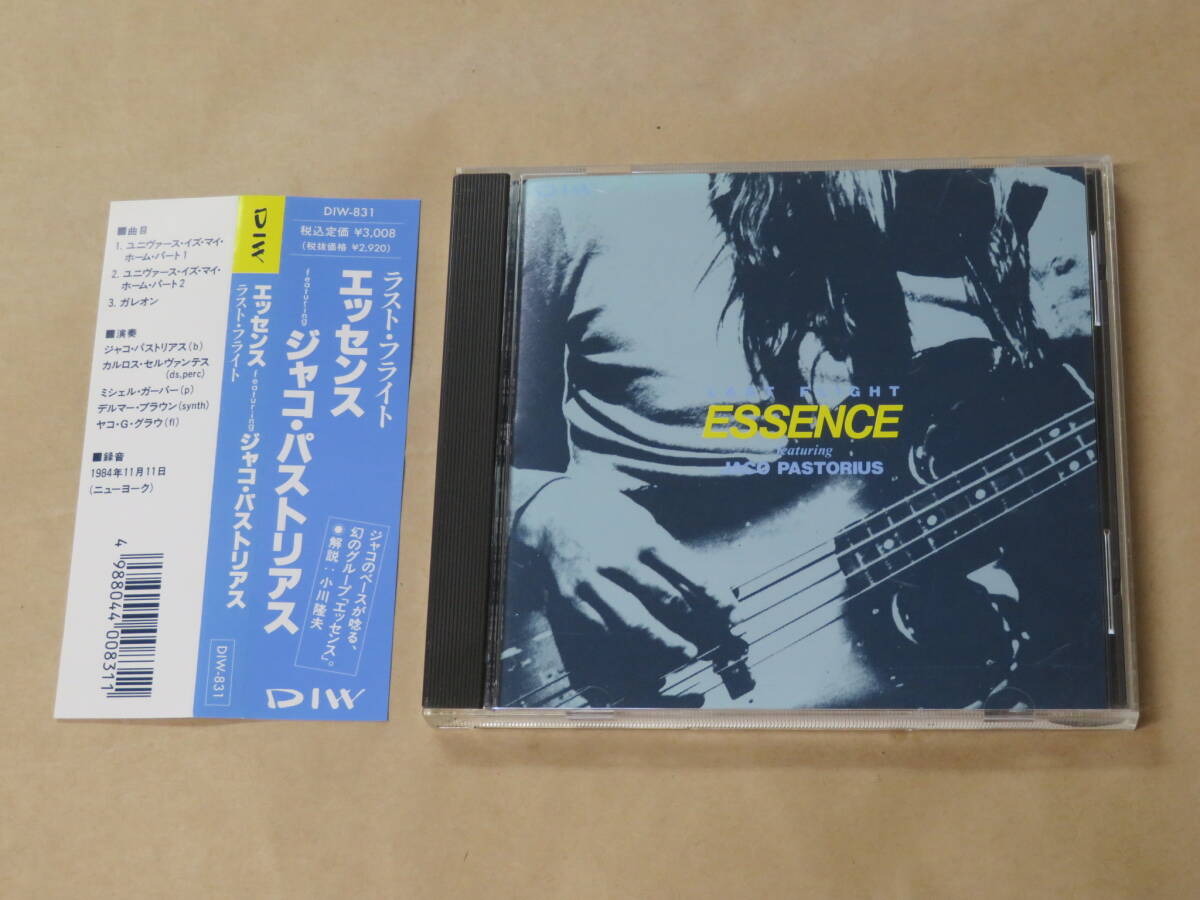 ■曲目
1. ユニヴァース・イズ・マイ・
ホーム・パート1
2. ユニヴァース・イズ・マイ・
ホーム・パート2
3. ガレオン
■演奏
ジャコ・パストリアス(b)
カルロス・セルヴァンテス
(ds,perc)
ミシェル・ガーバー(p)
デルマー・ブラウン(synth)
ヤコ・G・グラウ(fl)
■録音
1984年11月11日
(ニューヨーク)
4 988044 008311
DIW
エッセンス featuring ジャコ・パストリアス
ラスト・フライト
DIW-831
DIW-831
税込定価 ¥3,008
(税抜価格 ¥2,920)
ラスト・フライト
エッセンス
featuring
ジャコ・パストリアス
ジャコのベースが唸る、
幻のグループ「エッセンス」。
●解説:小川隆夫
DIW
LAST FLIGHT
ESSENCE
featuring
JACO PASTORIUS